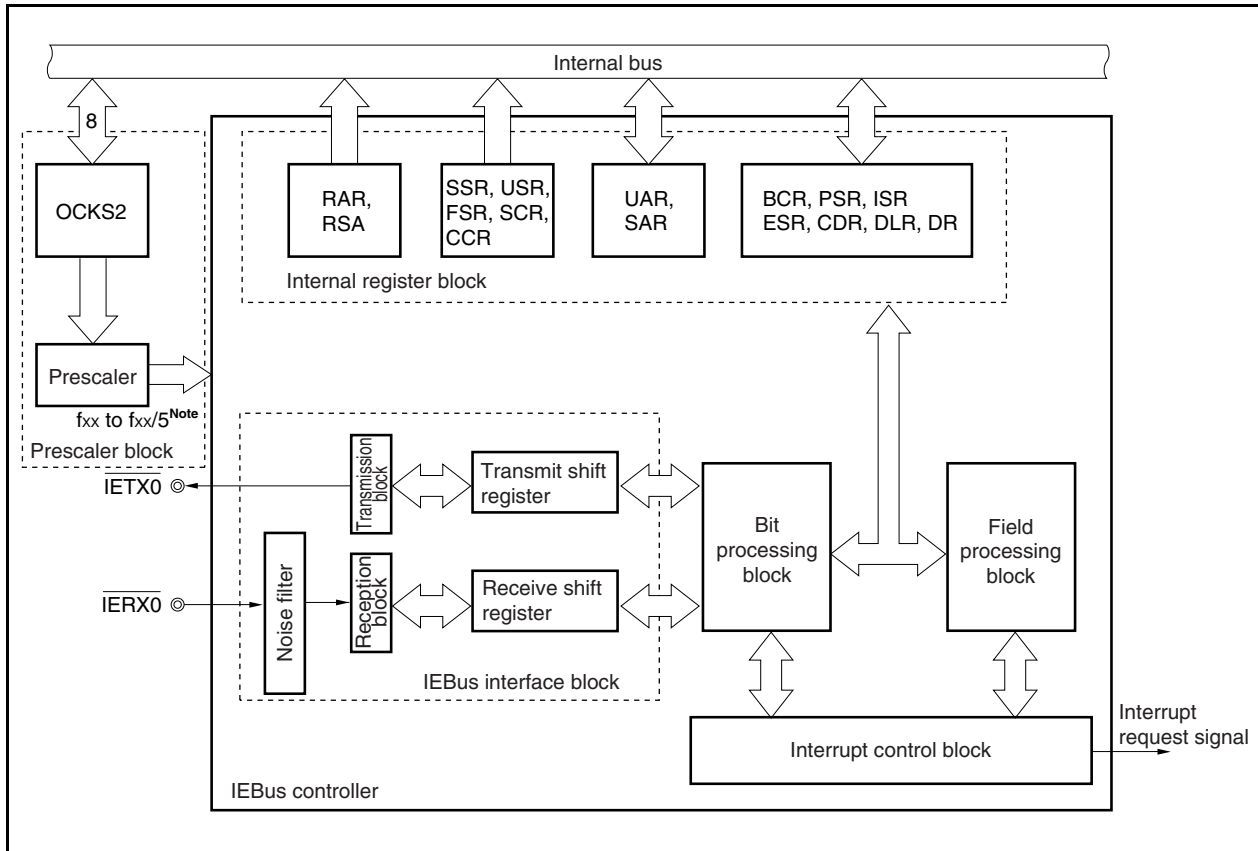 Internal bus
8
OCKS2
RAR,
RSA
SSR, USR,
FSR, SCR,
CCR
UAR,
SAR
BCR, PSR, ISR
ESR, CDR, DLR, DR
Internal register block
Prescaler
fxx to fxx/5Note
Prescaler block
IETX0
Transmission
block
Transmit shift
register
Bit
processing
block
Field
processing
block
IERX0
Noise filter
Reception
block
Receive shift
register
IEBus interface block
Interrupt control block
Interrupt
request signal
IEBus controller